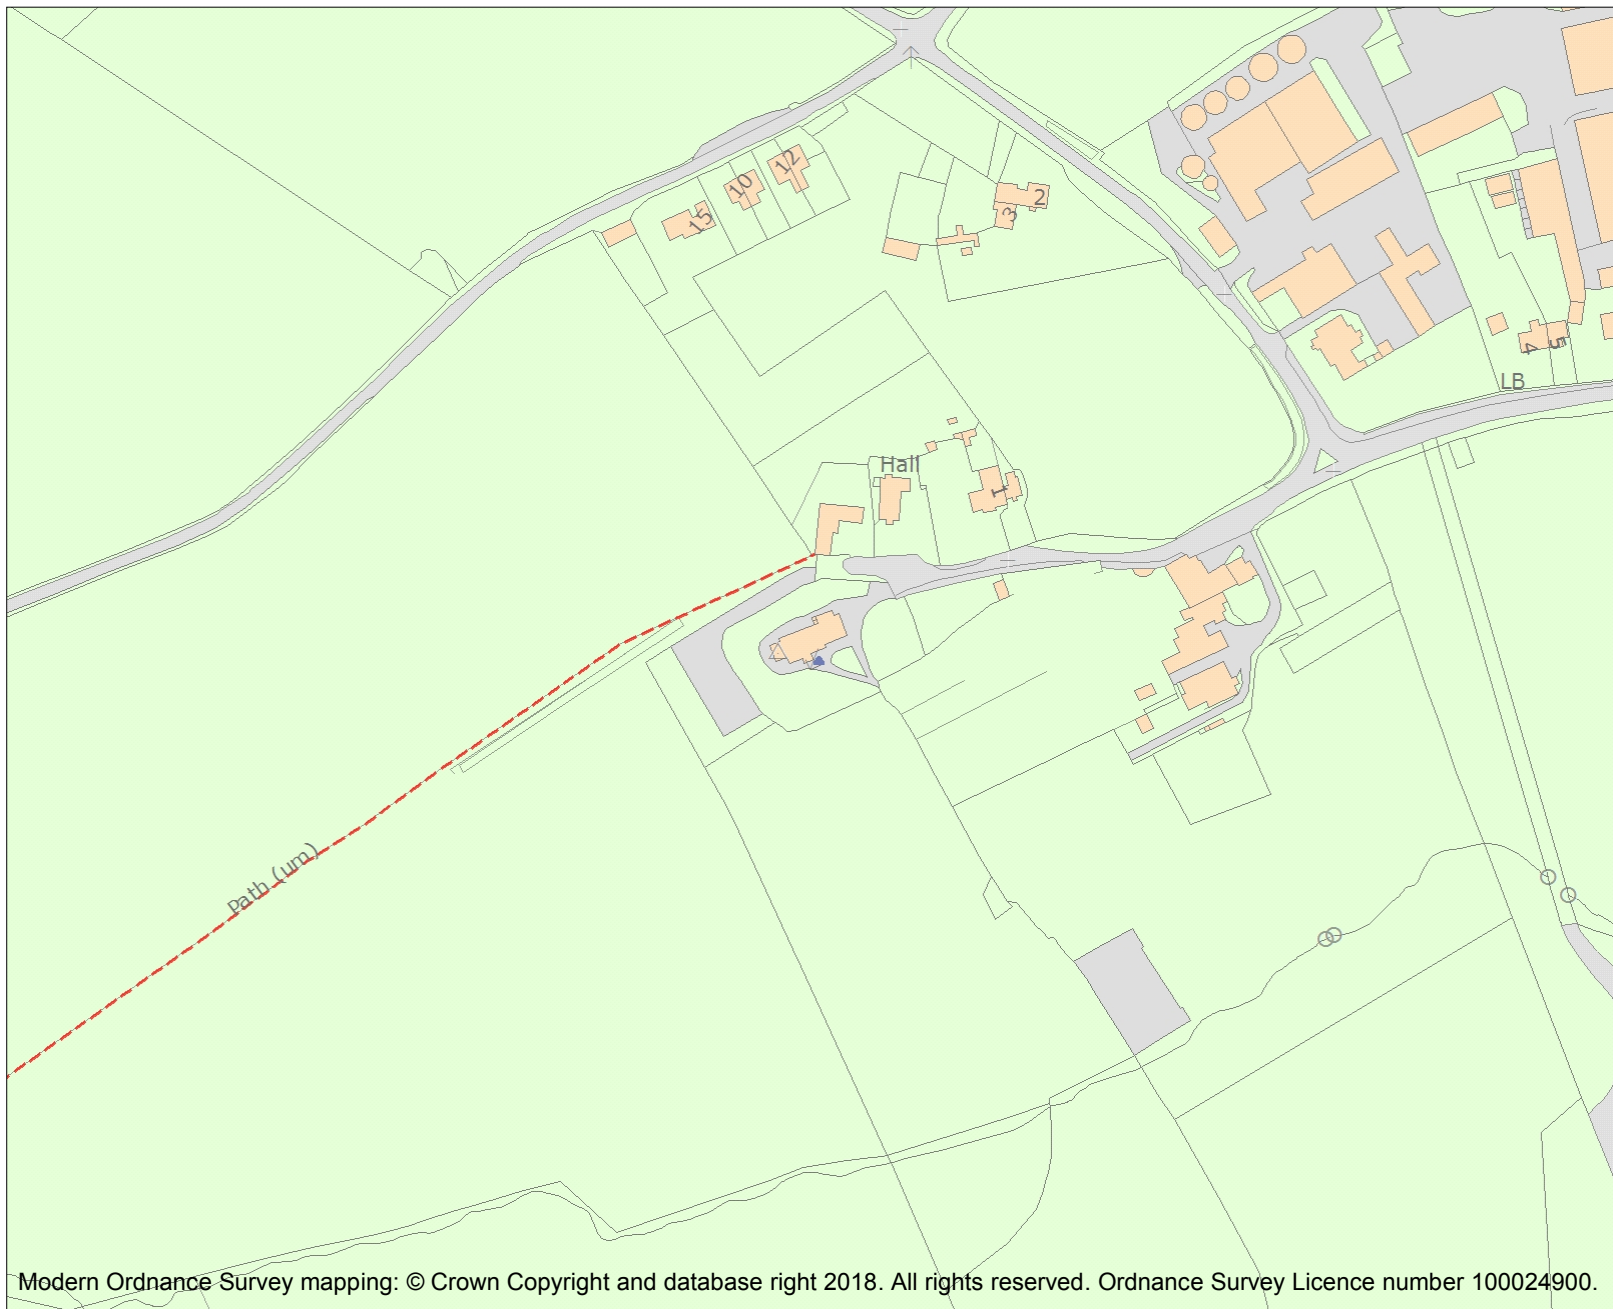 12
10
15
2
3
4
5
LB
Hall
1
Path (um)
Modern Ordnance Survey mapping: © Crown Copyright and database right 2018. All rights reserved. Ordnance Survey Licence number 100024900.